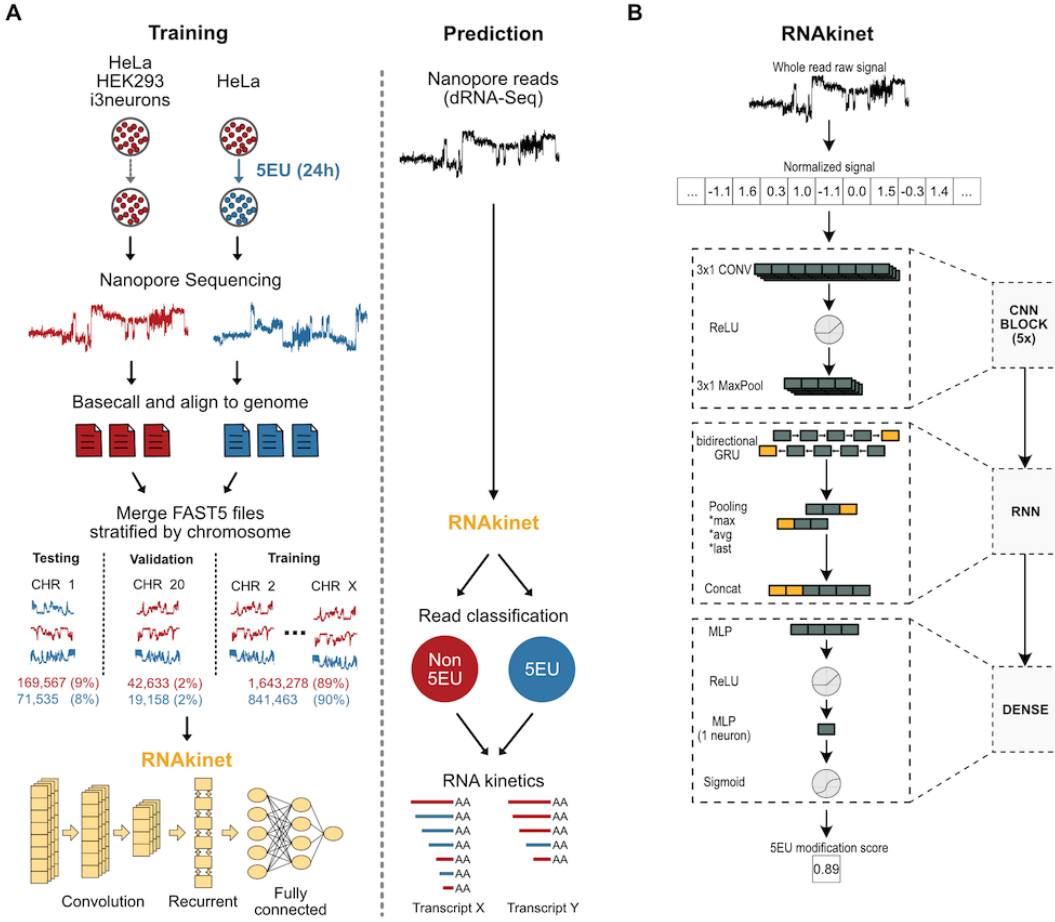 A
Training
HeLa
HEK293
i3neurons
HeLa
5EU (24h)
Nanopore Sequencing
Basecall and align to genome
Merge FAST5 files
stratified by chromosome
Testing
Validation
Training
CHR 1
CHR 20
CHR 2
CHR X
169,567 (9%)
42,633 (2%)
1,643,278 (89%)
71,535 (8%)
19,158 (2%)
841,463 (90%)
RNAkinet
Convolution
Recurrent
Fully
connected
Prediction
Nanopore reads
(dRNA-Seq)
RNAkinet
Read classification
Non
5EU
5EU
RNA kinetics
AA
AA
AA
AA
AA
AA
AA
AA
AA
AA
AA
AA
Transcript X
Transcript Y
B
RNAkinet
Whole read raw signal
Normalized signal
... -1.1 1.6 0.3 1.0 -1.1 0.0 1.5 -0.3 1.4 ...
3x1 CONV
ReLU
3x1 MaxPool
CNN
BLOCK
(5x)
bidirectional
GRU
Pooling
*max
*avg
*last
Concat
RNN
MLP
ReLU
MLP
(1 neuron)
Sigmoid
DENSE
5EU modification score
0.89